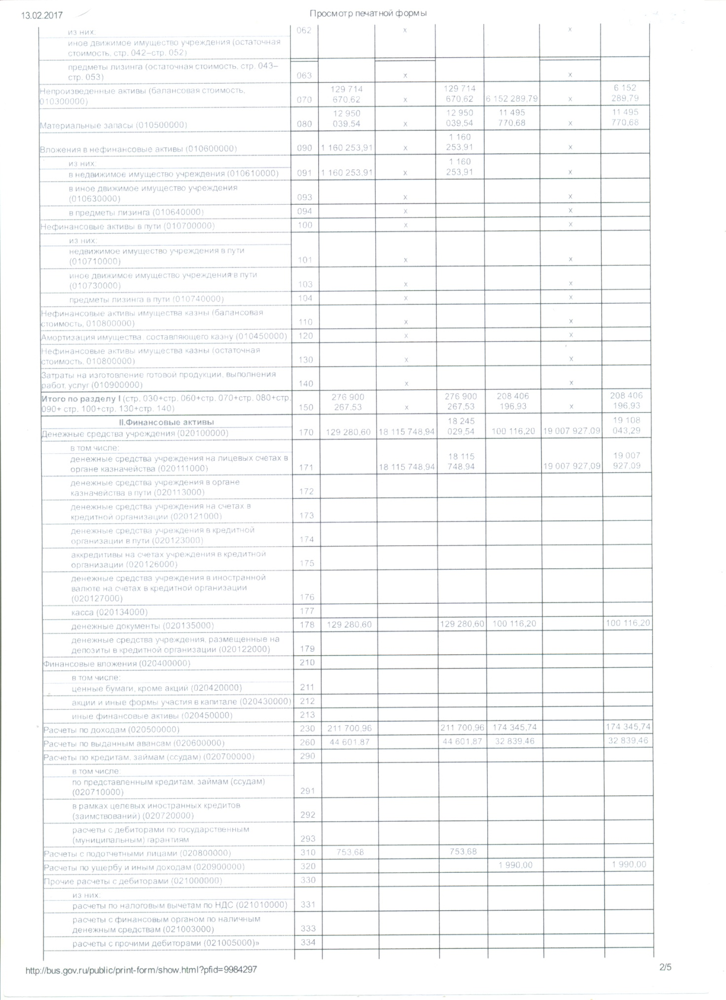 13.02.2017
Просмотр печатной формы
из них: 062 x x
иное движимое имущество учреждения (остаточная
стоимость, стр. 042–стр. 052)
предметы лизинга (остаточная стоимость, стр. 043–
стр. 053) 063 x x
Непроизведенные активы (балансовая стоимость, 129 714 129 714 6 152
010300000) 070 670.62 x 670,62 6 152 289,79 x 289,79
12 950 12 950 11 495 11 495
Материальные запасы (010500000) 080 039.54 x 039,54 770,68 x 770,68
1 160
Вложения в нефинансовые активы (010600000) 090 1 160 253,91 x 253,91 x
из них: 1 160
в недвижимое имущество учреждения (010610000) 091 1 160 253,91 x 253,91 x
в иное движимое имущество учреждения
(010630000) 093 x x
в предметы лизинга (010640000) 094 x x
Нефинансовые активы в пути (010700000) 100 x x
из них:
недвижимое имущество учреждения в пути
(010710000) 101 x x
иное движимое имущество учреждения в пути
(010730000) 103 x x
предметы лизинга в пути (010740000) 104 x x
Нефинансовые активы имущества казны (балансовая
стоимость, 010800000) 110 x x
Амортизация имущества, составляющего казну (010450000) 120 x x
Нефинансовые активы имущества казны (остаточная
стоимость, 010800000) 130 x x
Затраты на изготовление готовой продукции, выполнения
работ, услуг (010900000) 140 x x
Итого по разделу I (стр. 030+стр. 060+стр. 070+стр. 080+стр. 276 900 276 900 208 406 208 406
090+ стр. 100+стр. 130+стр. 140) 150 267.53 x 267,53 196,93 x 196,93
II.Финансовые активы 18 245 19 108
Денежные средства учреждения (020100000) 170 129 280,60 18 115 748,94 029,54 100 116,20 19 007 927,09 043,29
в том числе:
денежные средства учреждения на лицевых счетах в 18 115 19 007
органе казначейства (020111000) 171 18 115 748,94 748,94 19 007 927,09 927,09
денежные средства учреждения в органе
казначейства в пути (020113000) 172
денежные средства учреждения на счетах в
кредитной организации (020121000) 173
денежные средства учреждения в кредитной
организации в пути (020123000) 174
аккредитивы на счетах учреждения в кредитной
организации (020126000) 175
денежные средства учреждения в иностранной
валюте на счетах в кредитной организации
(020127000) 176
касса (020134000) 177
денежные документы (020135000) 178 129 280,60 129 280,60 100 116,20 100 116,20
денежные средства учреждения, размещенные на
депозиты в кредитной организации (020122000) 179
Финансовые вложения (020400000) 210
в том числе:
ценные бумаги, кроме акций (020420000) 211
акции и иные формы участия в капитале (020430000) 212
иные финансовые активы (020450000) 213
Расчеты по доходам (020500000) 230 211 700,96 211 700,96 174 345,74 174 345,74
Расчеты по выданным авансам (020600000) 260 44 601.87 44 601,87 32 839,46 32 839,46
Расчеты по кредитам, займам (ссудам) (020700000) 290
в том числе:
по представленным кредитам, займам (ссудам)
(020710000) 291
в рамках целевых иностранных кредитов
(заимствований) (020720000) 292
расчеты с дебиторами по государственным
(муниципальным) гарантиям 293
Расчеты с подотчетными лицами (020800000) 310 753,68 753,68
Расчеты по ущербу и иным доходам (020900000) 320 1 990,00 1 990,00
Прочие расчеты с дебиторами (021000000) 330
из них:
расчеты по налоговым вычетам по НДС (021010000) 331
расчеты с финансовым органом по наличным
денежным средствам (021003000) 333
расчеты с прочими дебиторами (021005000)» 334
http://bus.gov.ru/public/print-form/show.html?pfid=9984297
2/5